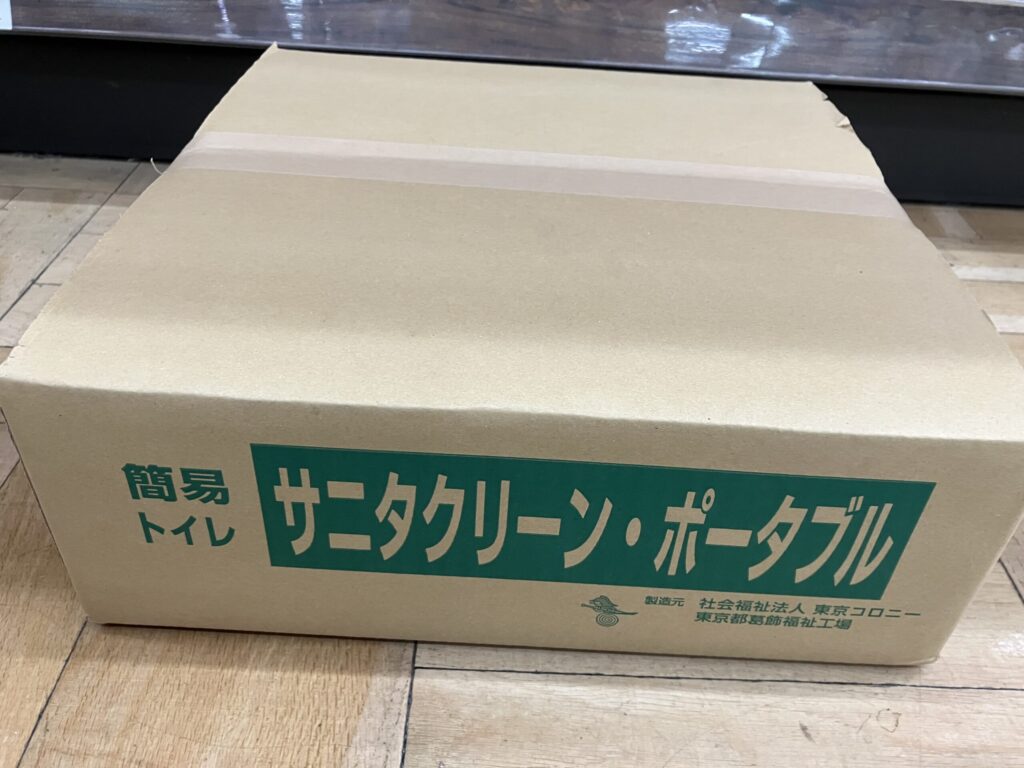 簡易
トイレ
サニタクリーン・ポータブル
製造元 社会福祉法人 東京コロニー
東京都葛飾福祉工場